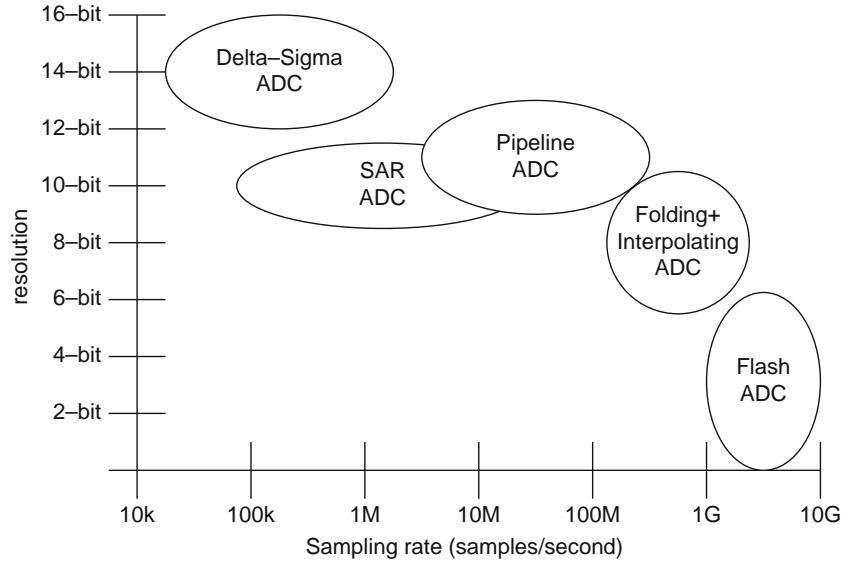 16–bit
14–bit
12–bit
10–bit
8–bit
6–bit
4–bit
2–bit
resolution
Delta–Sigma
ADC
SAR
ADC
Pipeline
ADC
Folding+
Interpolating
ADC
Flash
ADC
10k 100k 1M 10M 100M 1G 10G
Sampling rate (samples/second)